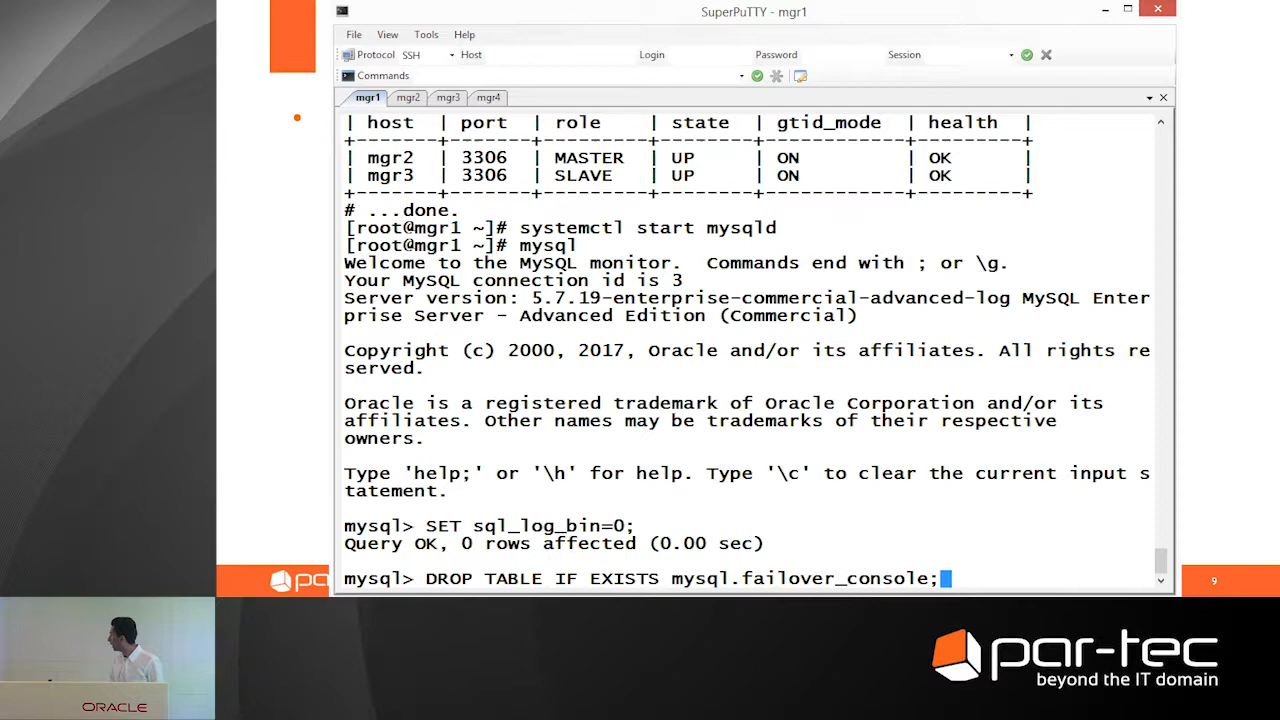 SuperPuTTY - mgr1
File View Tools Help
Protocol SSH Host Login Password Session
Commands
mgr1 mgr2 mgr3 mgr4
| host | port | role | state | gtid_mode | health |
+-------+-------+---------+--------+------------+---------+
| mgr2 | 3306 | MASTER | UP | ON | OK |
| mgr3 | 3306 | SLAVE | UP | ON | OK |
+-------+-------+---------+--------+------------+---------+
# ...done.
[root@mgr1 ~]# systemctl start mysqld
[root@mgr1 ~]# mysql
Welcome to the MySQL monitor.  Commands end with ; or \g.
Your MySQL connection id is 3
Server version: 5.7.19-enterprise-commercial-advanced-log MySQL Enter
prise Server - Advanced Edition (Commercial)
Copyright (c) 2000, 2017, Oracle and/or its affiliates. All rights re
served.
Oracle is a registered trademark of Oracle Corporation and/or its
affiliates. Other names may be trademarks of their respective
owners.
Type 'help;' or '\h' for help. Type '\c' to clear the current input s
tatement.
mysql> SET sql_log_bin=0;
Query OK, 0 rows affected (0.00 sec)
mysql> DROP TABLE IF EXISTS mysql.failover_console;
par
9
par-tec
beyond the IT domain
ORACLE